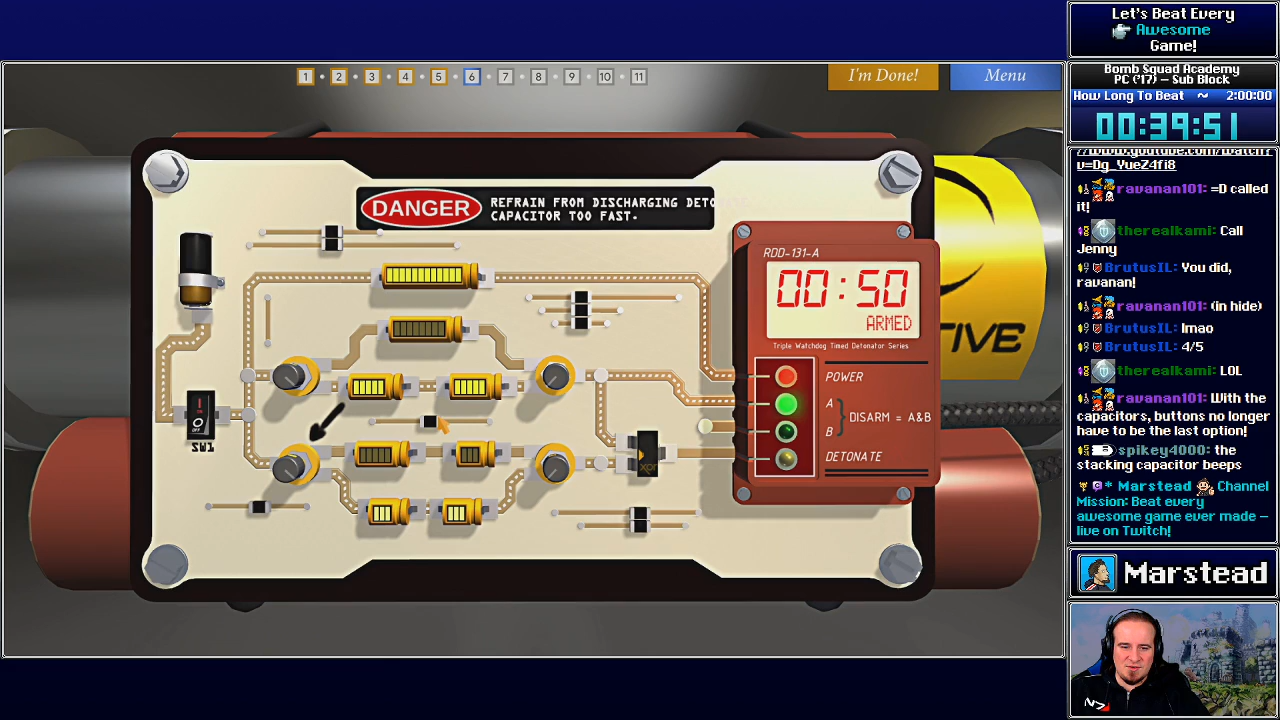 1 2 3 4 5 6 7 8 9 10 11
I'm Done!
Menu
DANGER
REFRAIN FROM DISCHARGING
CAPACITOR TOO FAST.
RDD-131-A
00:50
ARMED
Triple Watchdog Timed Detonator Series
POWER
A
B
DISARM = A&B
DETONATE
OFF
SW1
XOR
Let's Beat Every
Awesome
Game!
Bomb Squad Academy
PC ('17) – Sub Block
How Long To Beat ~ 2:00:00
00:39:51
v=Dg_YueZ4fi8
ravanan101: =D called
it!
therealkami: Call
Jenny
BrutusIL: You did,
ravanan!
ravanan101: (in hide)
BrutusIL: lmao
BrutusIL: 4/5
therealkami: LOL
ravanan101: With the
capacitors, buttons no longer
have to be the last option!
spikey4000: the
stacking capacitor beeps
* Marstead Channel
Mission: Beat every
awesome game ever made –
live on Twitch!
Marstead